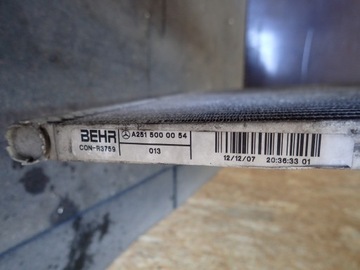 BEHR
CON-R3759
A251 500 00 54
013
12/12/07 20:36:33 01